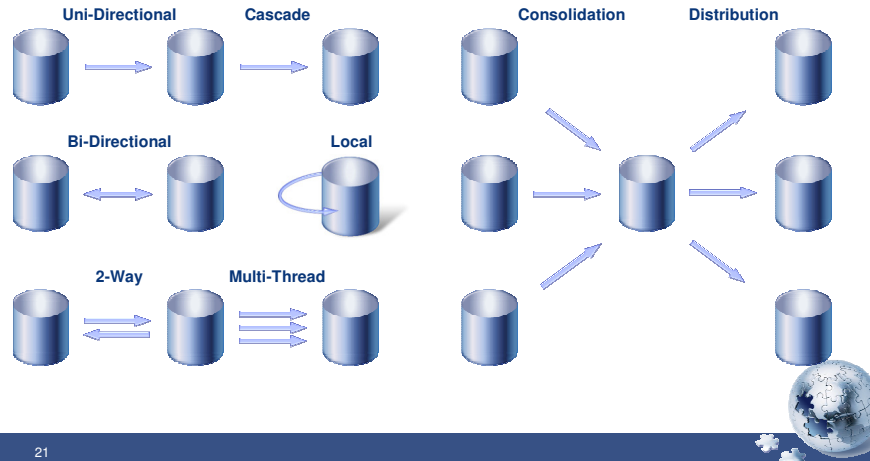 Uni-Directional
Cascade
Consolidation
Distribution
Bi-Directional
Local
2-Way
Multi-Thread
21